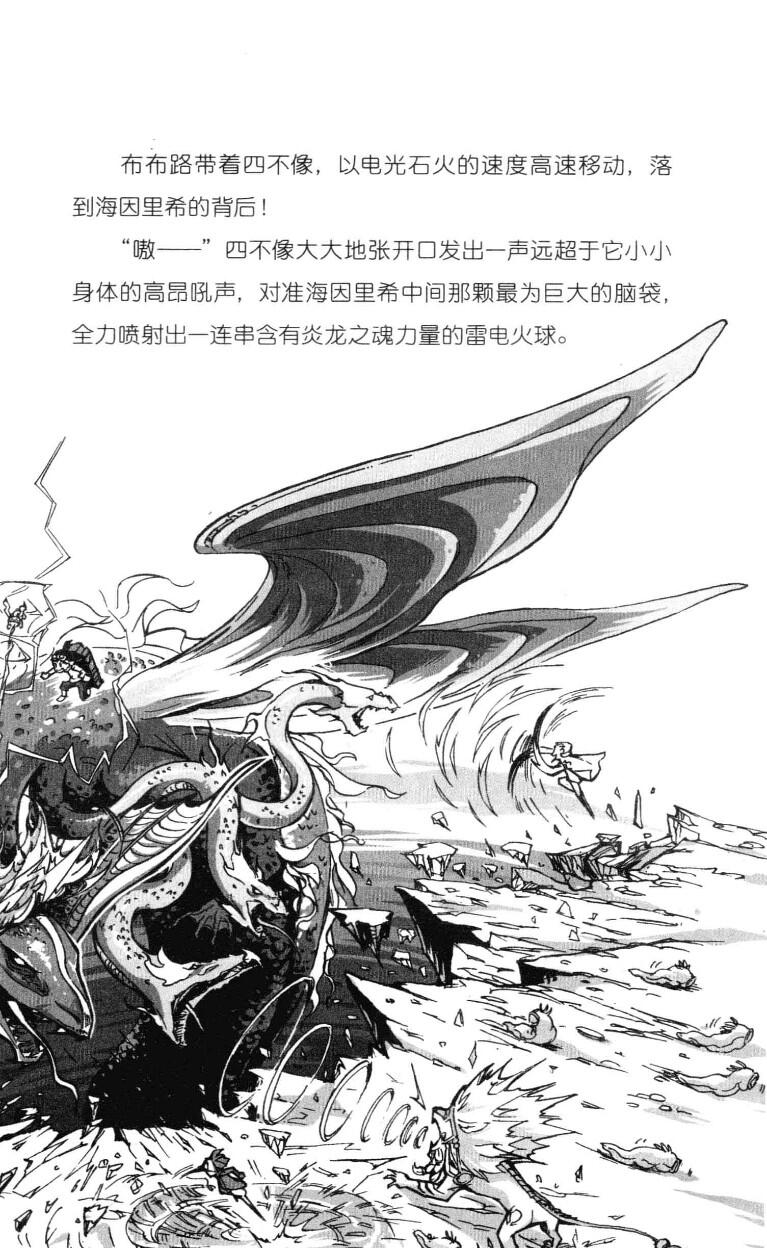 布布路带着四不像，以电光石火的速度高速移动，落
到海因里希的背后！
“嗷——”四不像大大地张开口发出一声远超于它小小
身体的高昂吼声，对准海因里希中间那颗最为巨大的脑袋，
全力喷射出一连串含有炎龙之魂力量的雷电火球。